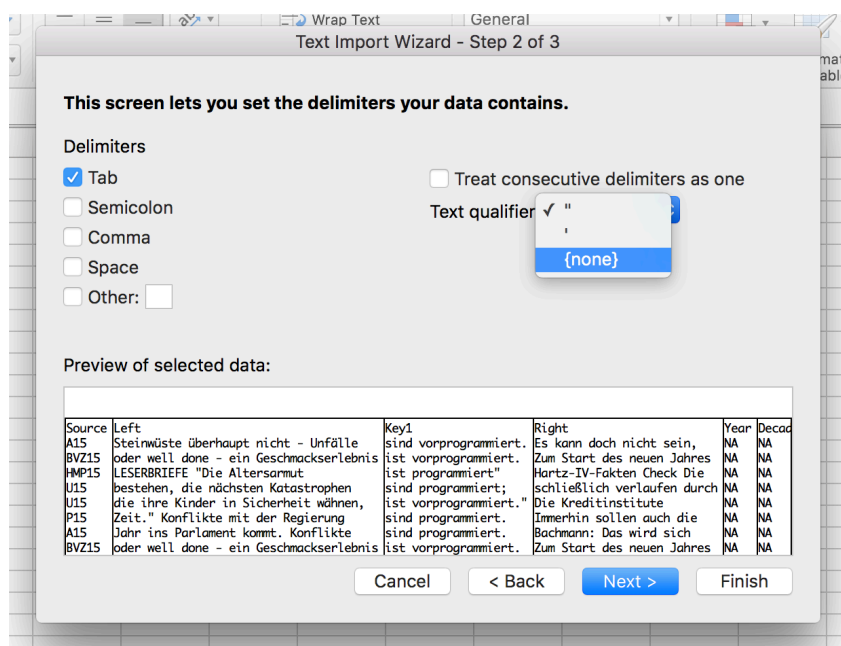 Wrap Text General
Text Import Wizard - Step 2 of 3
This screen lets you set the delimiters your data contains.
Delimiters
Tab
Semicolon
Comma
Space
Other:
Treat consecutive delimiters as one
Text qualifier ✓ "
'
{none}
Preview of selected data:
Source Left Key1 Right Year Decad
A15 Steinwüste überhaupt nicht - Unfälle sind vorprogrammiert. Es kann doch nicht sein, NA NA
BVZ15 oder well done - ein Geschmackserlebnis ist vorprogrammiert. Zum Start des neuen Jahres NA NA
HMP15 LESERBRIEFE "Die Altersarmut ist programmiert" Hartz-IV-Fakten Check Die NA NA
U15 bestehen, die nächsten Katastrophen sind programmiert; schließlich verlaufen durch NA NA
U15 die ihre Kinder in Sicherheit wähnen, ist vorprogrammiert." Die Kreditinstitute NA NA
P15 Zeit." Konflikte mit der Regierung sind programmiert. Immerhin sollen auch die NA NA
A15 Jahr ins Parlament kommt. Konflikte sind programmiert. Bachmann: Das wird sich NA NA
BVZ15 oder well done - ein Geschmackserlebnis ist vorprogrammiert. Zum Start des neuen Jahres NA NA
Cancel < Back Next > Finish